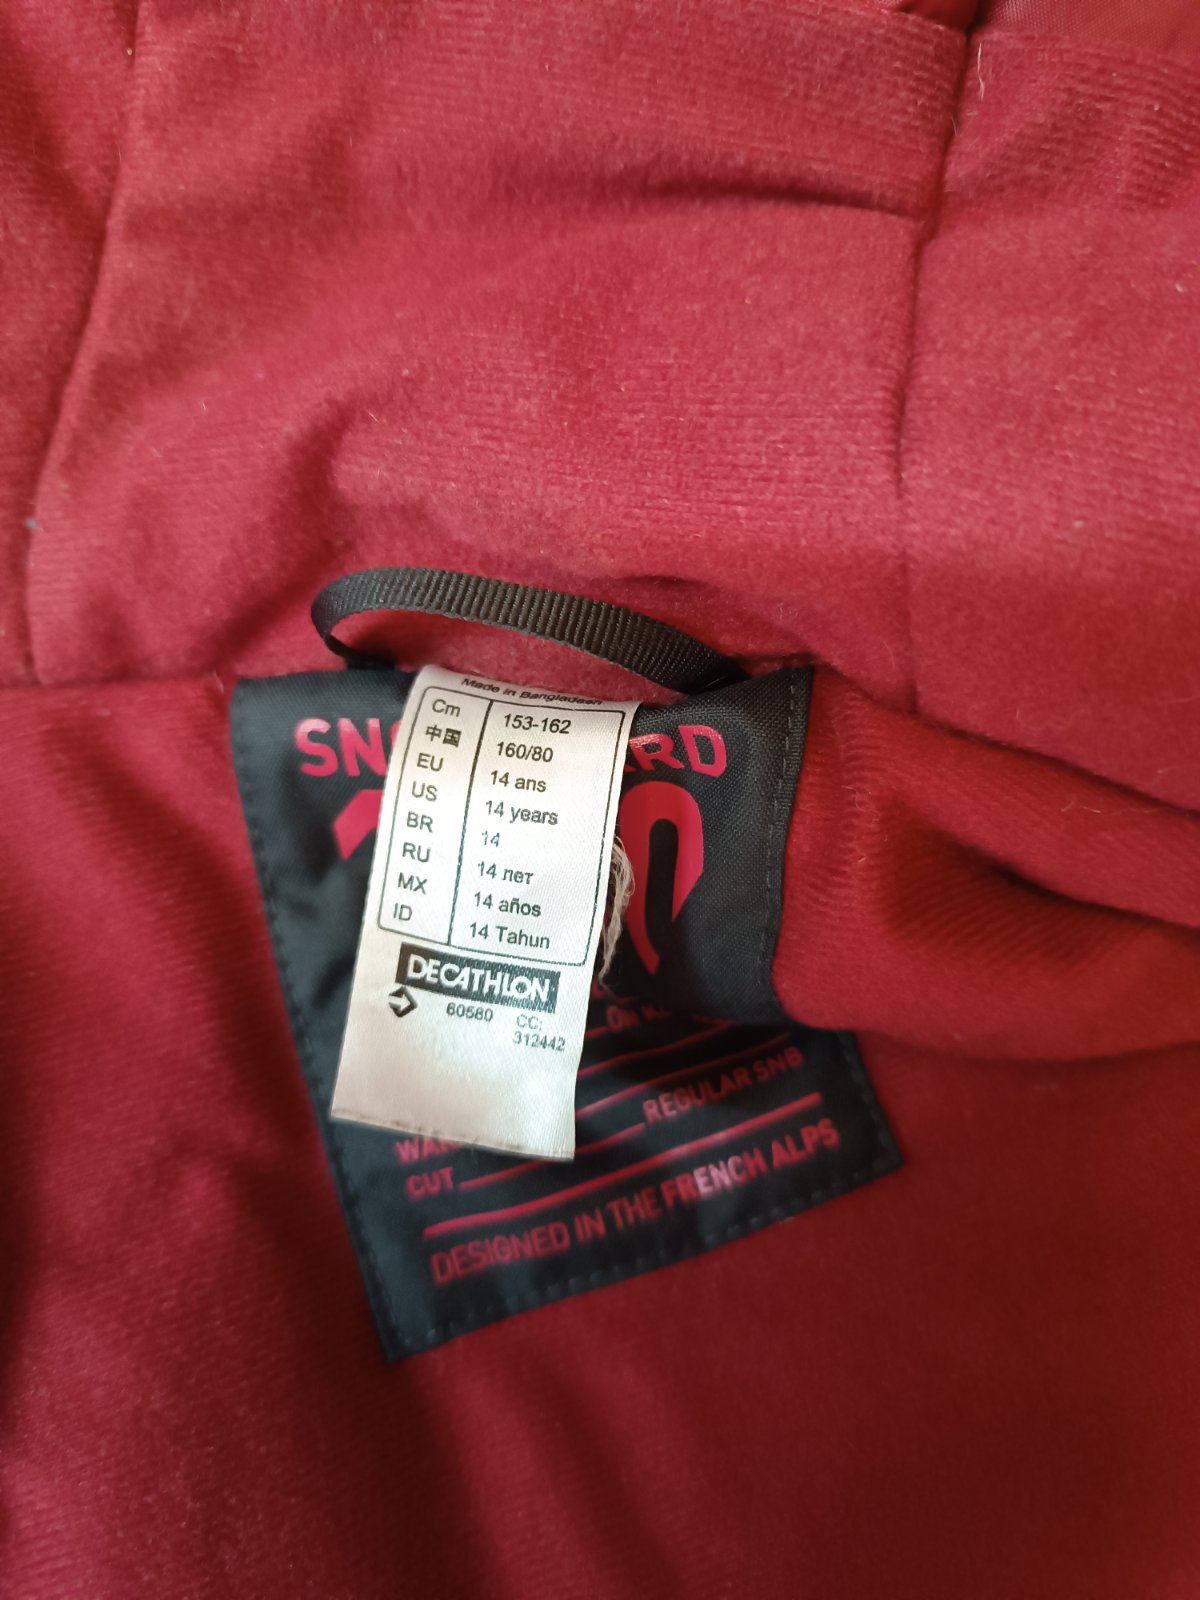 Made in Bangladesh
Cm 153-162
中国 160/80
EU 14 ans
US 14 years
BR 14
RU 14 лет
MX 14 años
ID 14 Tahun
DECATHLON
60580 CC:
312442
REGULAR SNB
CUT
DESIGNED IN THE FRENCH ALPS